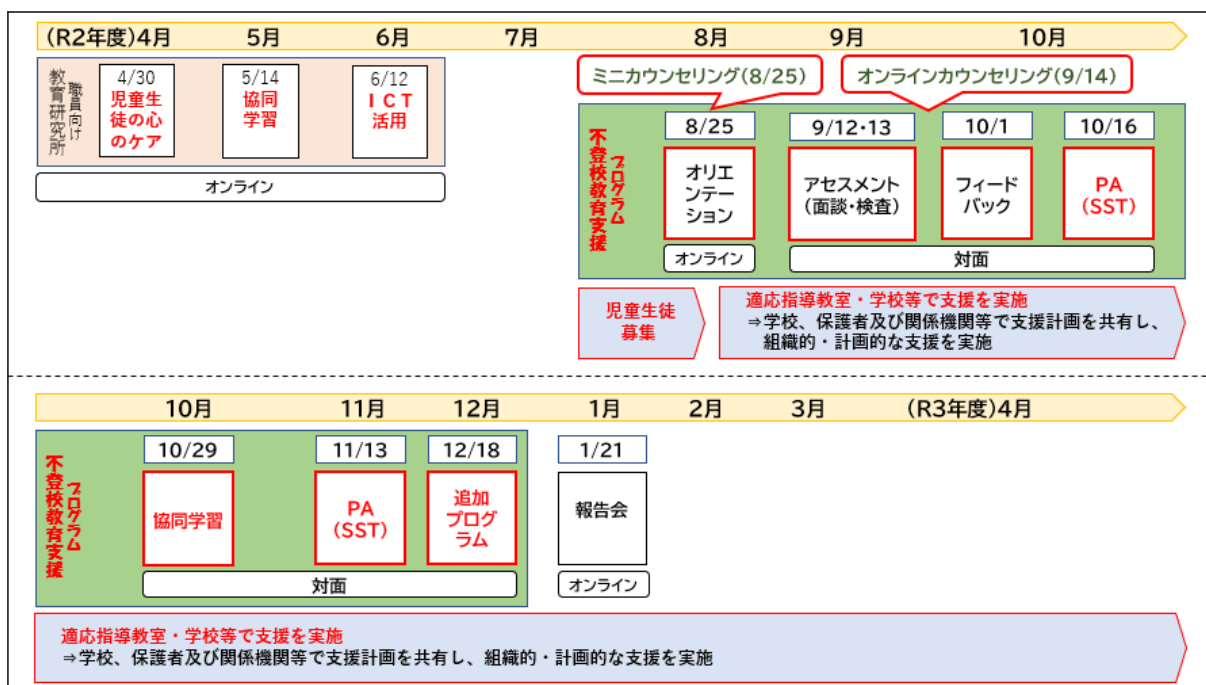 (R2年度)4月 5月 6月 7月 8月 9月 10月
教育研究所
職員向け
4/30
児童生
徒の心
のケア
5/14
協同
学習
6/12
ＩＣＴ
活用
オンライン
ミニカウンセリング(8/25)
オンラインカウンセリング(9/14)
不登校教育支援
プログラム
8/25
オリエ
ンテー
ション
オンライン
9/12・13
アセスメント
(面談・検査)
10/1
フィード
バック
10/16
PA
(SST)
対面
児童生徒
募集
適応指導教室・学校等で支援を実施
⇒学校、保護者及び関係機関等で支援計画を共有し、
組織的・計画的な支援を実施
10月 11月 12月 1月 2月 3月 (R3年度)4月
不登校教育支援
プログラム
10/29
協同学習
11/13
PA
(SST)
12/18
追加
プログ
ラム
対面
1/21
報告会
オンライン
適応指導教室・学校等で支援を実施
⇒学校、保護者及び関係機関等で支援計画を共有し、組織的・計画的な支援を実施